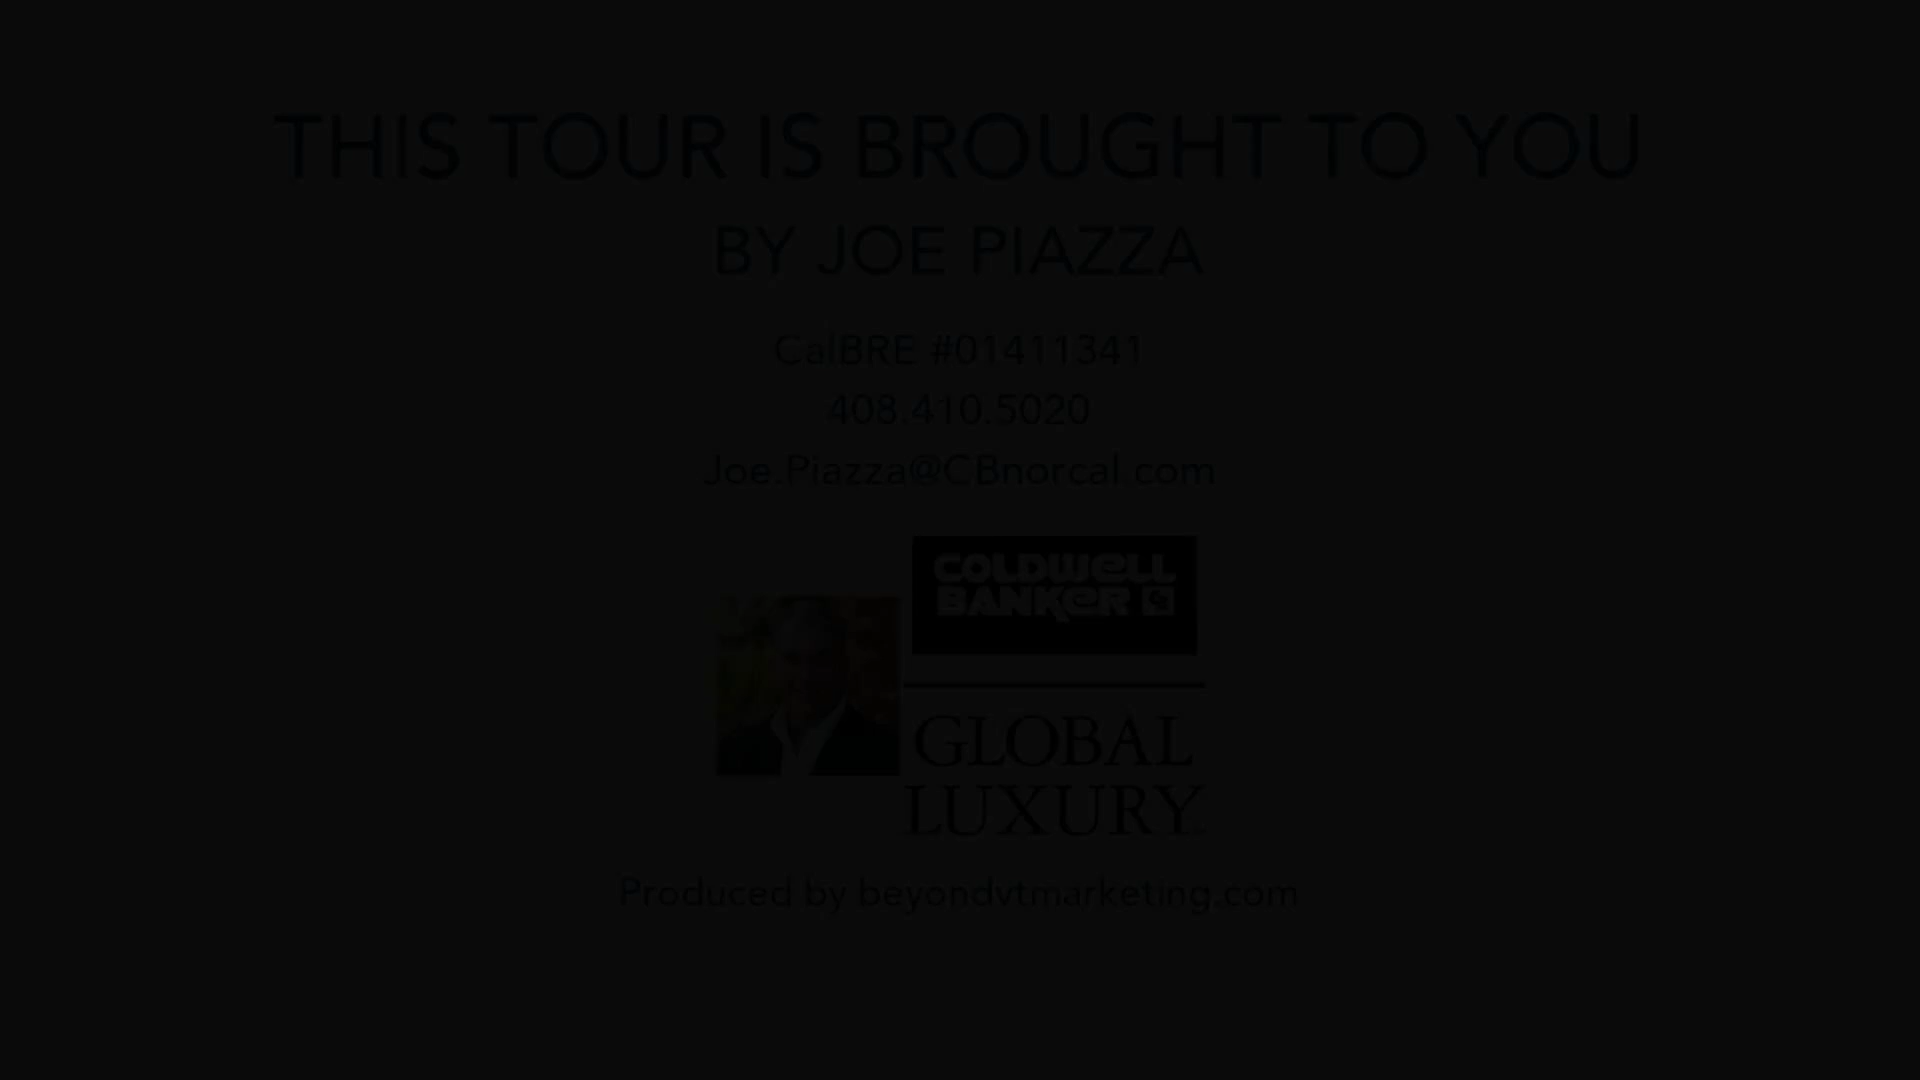 THIS TOUR IS BROUGHT TO YOU
BY JOE PIAZZA
CalBRE #01411341
408.410.5020
Joe.Piazza@CBnorcal.com
COLDWELL
BANKER
GLOBAL
LUXURY
Produced by beyondvtmarketing.com